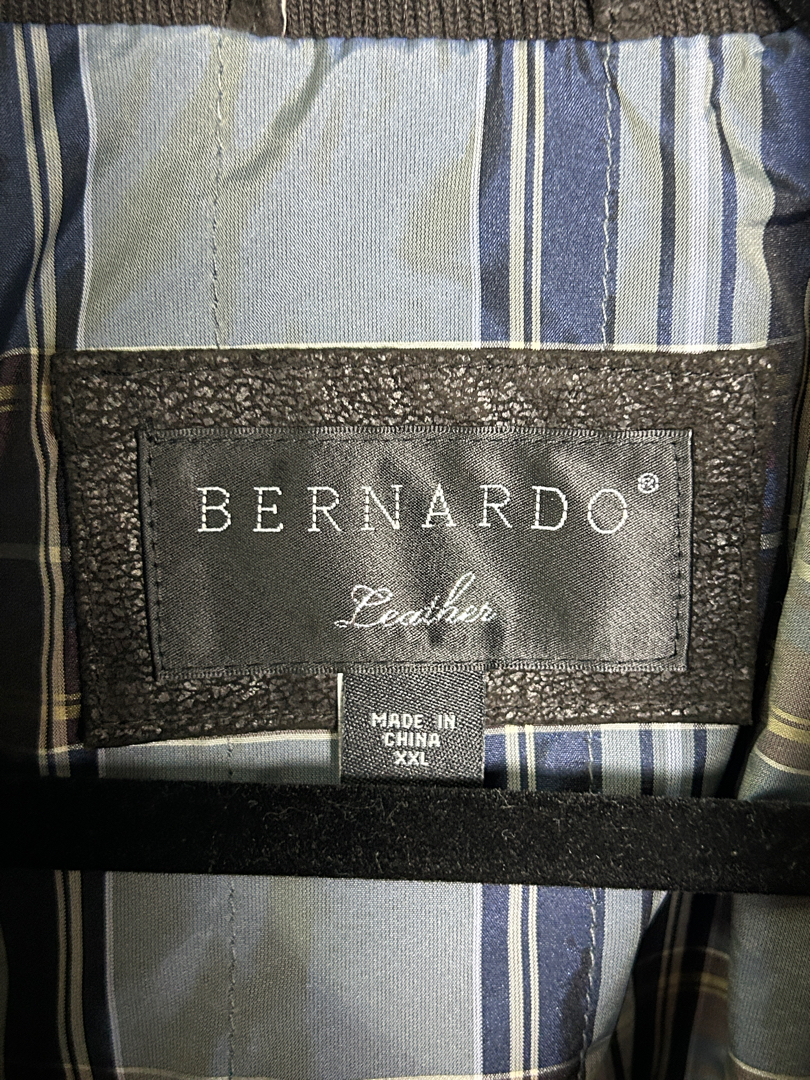 BERNARDO®
Leather
MADE IN
CHINA
XXL